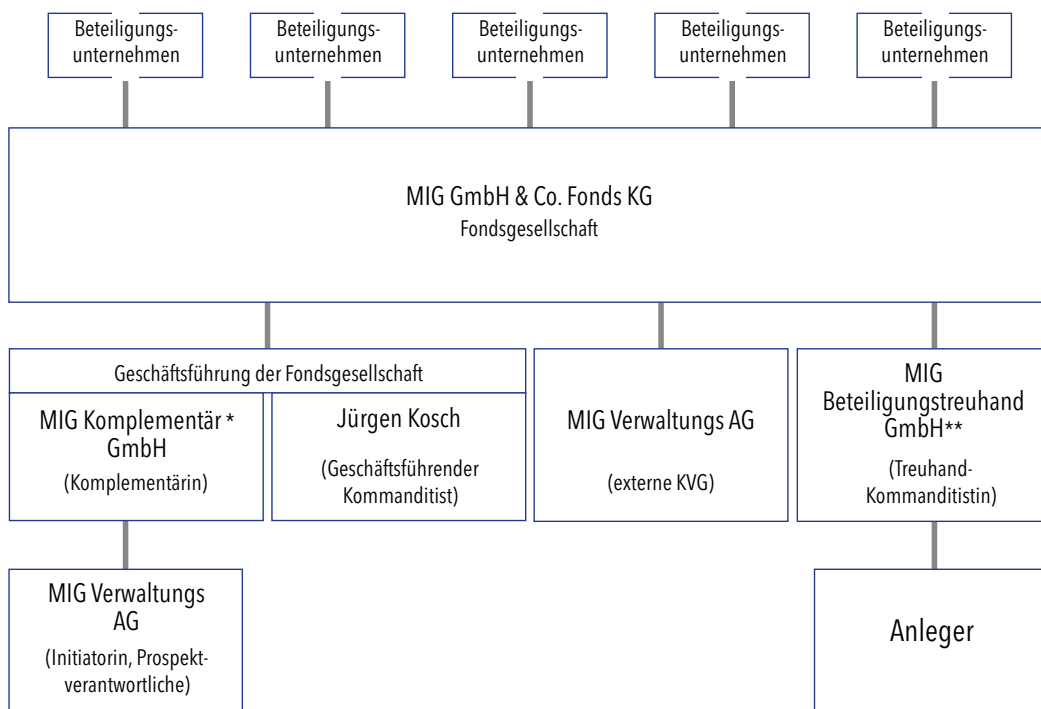 Beteiligungs-
unternehmen
Beteiligungs-
unternehmen
Beteiligungs-
unternehmen
Beteiligungs-
unternehmen
Beteiligungs-
unternehmen
MIG GmbH & Co. Fonds KG
Fondsgesellschaft
Geschäftsführung der Fondsgesellschaft
MIG Komplementär *
GmbH
(Komplementärin)
Jürgen Kosch
(Geschäftsführender
Kommanditist)
MIG Verwaltungs AG
(externe KVG)
MIG
Beteiligungstreuhand
GmbH**
(Treuhand-
Kommanditistin)
MIG Verwaltungs
AG
(Initiatorin, Prospekt-
verantwortliche)
Anleger